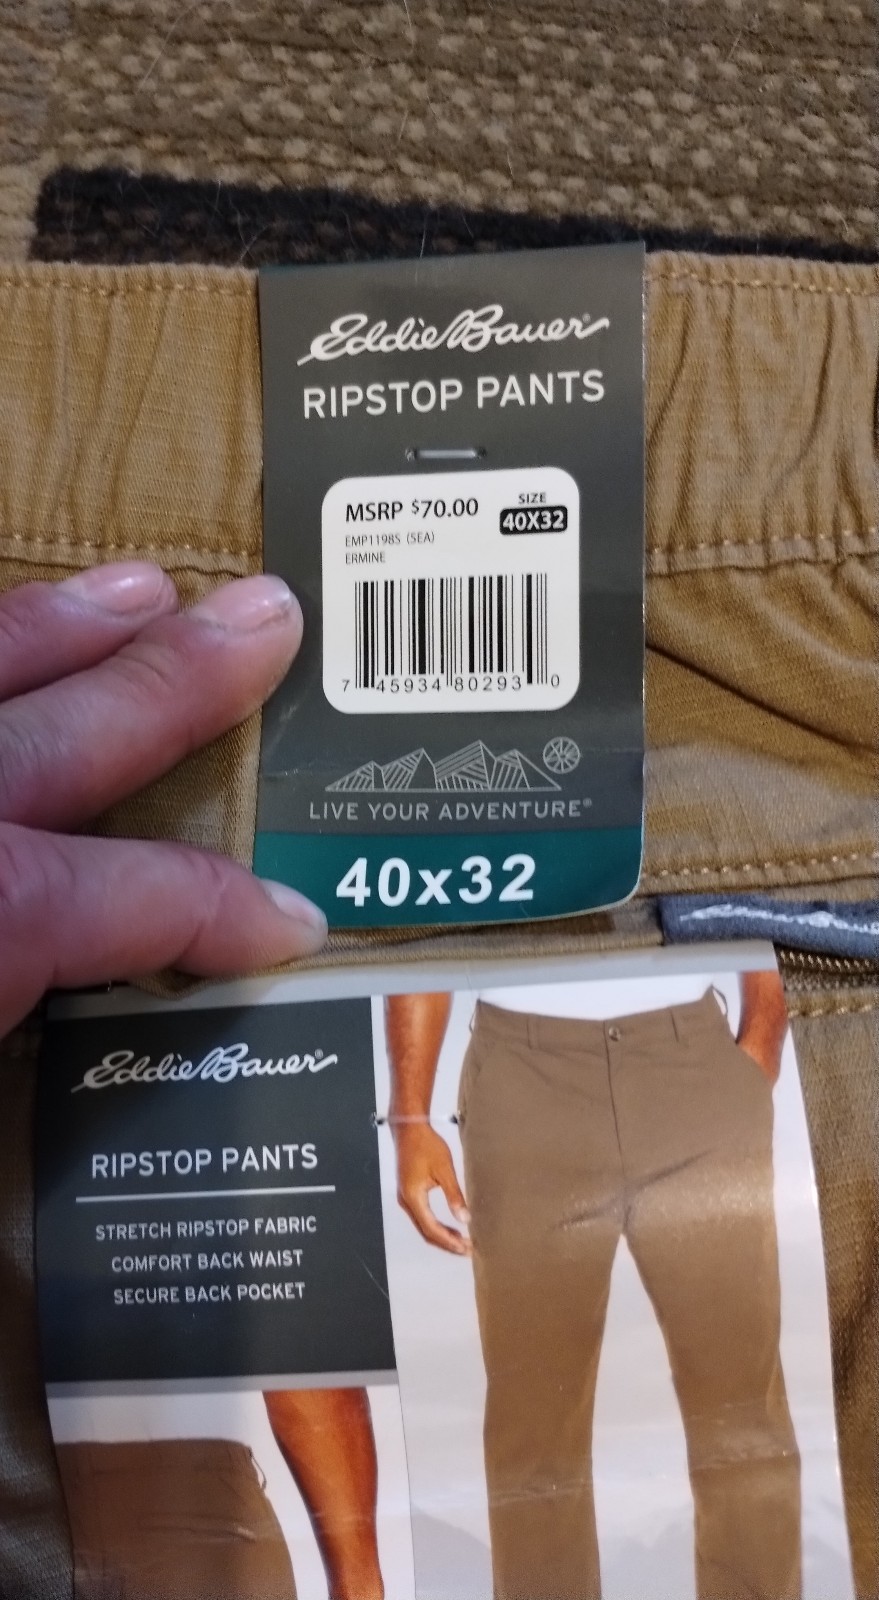 Eddie Bauer®
RIPSTOP PANTS
MSRP $70.00
SIZE
40X32
EMP1198S (SEA)
ERMINE
7 45934 80293 0
LIVE YOUR ADVENTURE®
40x32
Eddie Bauer
Eddie Bauer®
RIPSTOP PANTS
STRETCH RIPSTOP FABRIC
COMFORT BACK WAIST
SECURE BACK POCKET